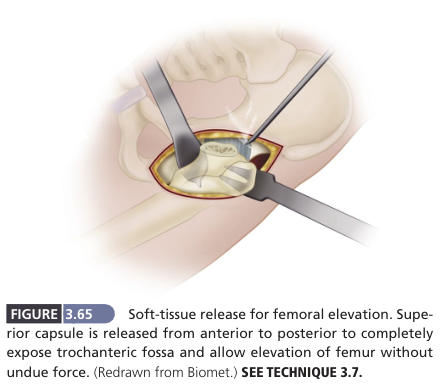 FIGURE 3.65 Soft-tissue release for femoral elevation. Supe-
rior capsule is released from anterior to posterior to completely
expose trochanteric fossa and allow elevation of femur without
undue force. (Redrawn from Biomet.) SEE TECHNIQUE 3.7.